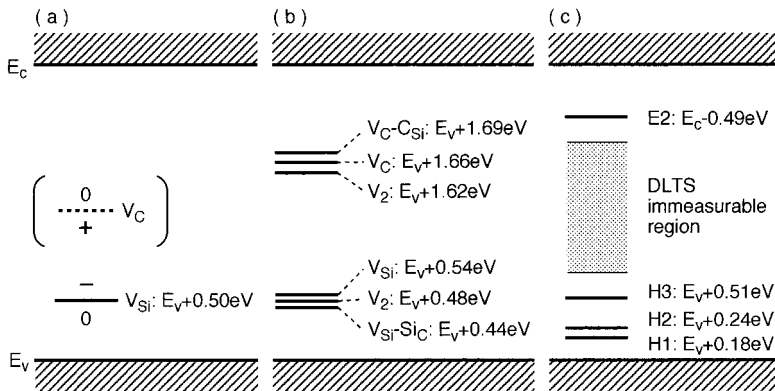 (a)
(b)
(c)
E_c
V_C-C_Si: E_v+1.69eV
V_C: E_v+1.66eV
V_2: E_v+1.62eV
E2: E_c-0.49eV
0
V_C
+
DLTS
immeasurable
region
−
V_Si: E_v+0.50eV
0
V_Si: E_v+0.54eV
V_2: E_v+0.48eV
V_Si-Si_C: E_v+0.44eV
H3: E_v+0.51eV
H2: E_v+0.24eV
H1: E_v+0.18eV
E_v